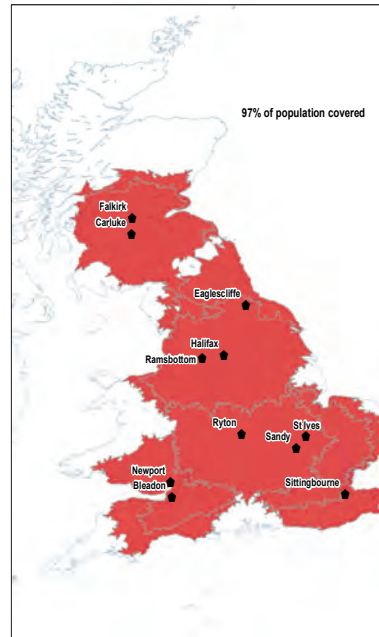 97% of population covered
Falkirk
Carluke
Eaglescliffe
Halifax
Ramsbottom
Ryton
St Ives
Sandy
Newport
Bleadon
Sittingbourne